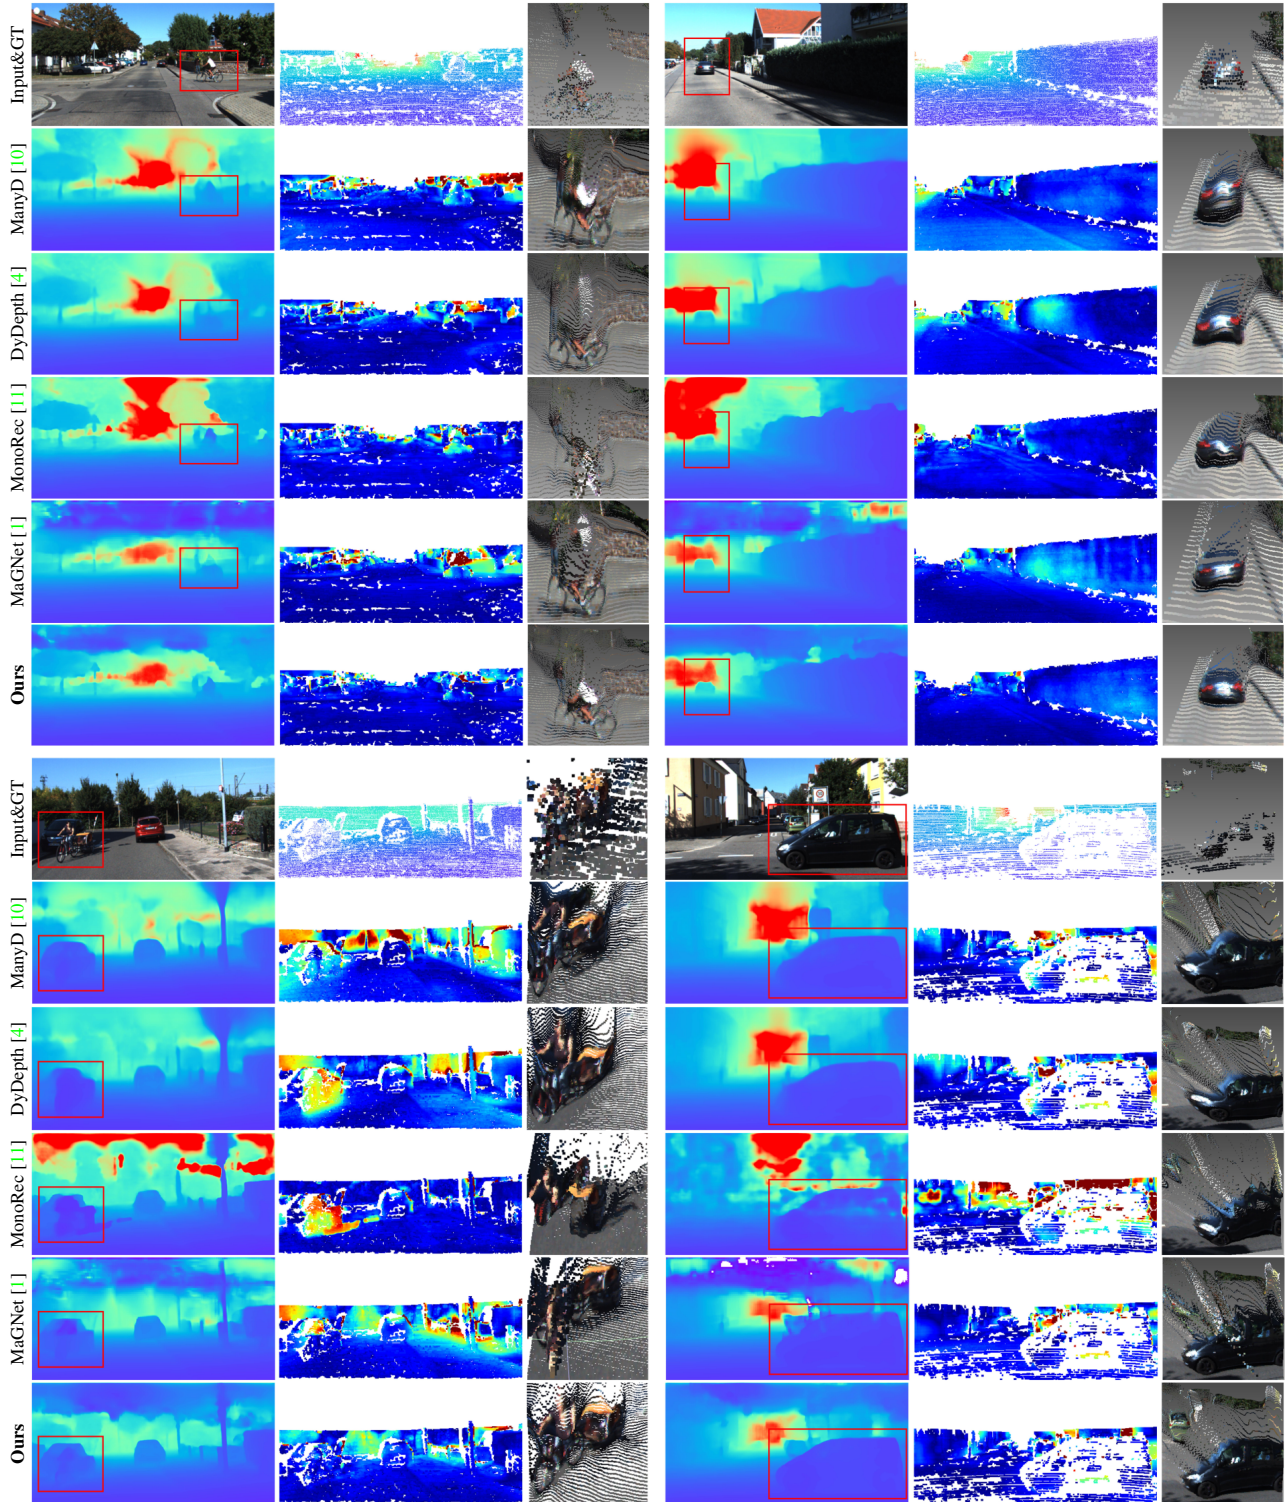 Input&GT
ManyD [10]
DyDepth [4]
MonoRec [11]
MaGNet [1]
Ours
Input&GT
ManyD [10]
DyDepth [4]
MonoRec [11]
MaGNet [1]
Ours